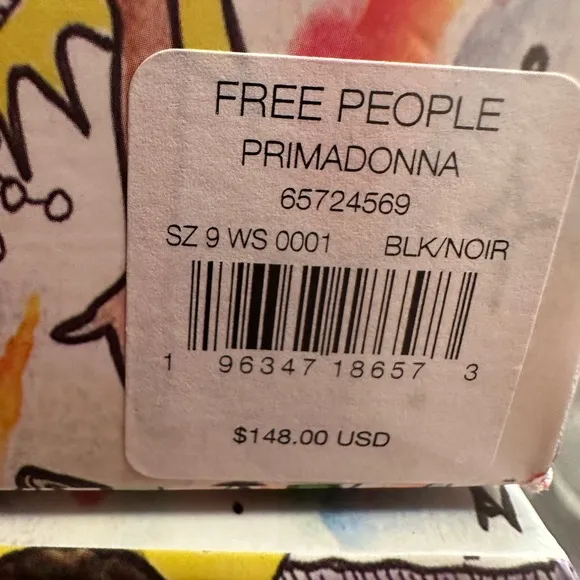 FREE PEOPLE
PRIMADONNA
65724569
SZ 9 WS 0001 BLK/NOIR
1 96347 18657 3
$148.00 USD